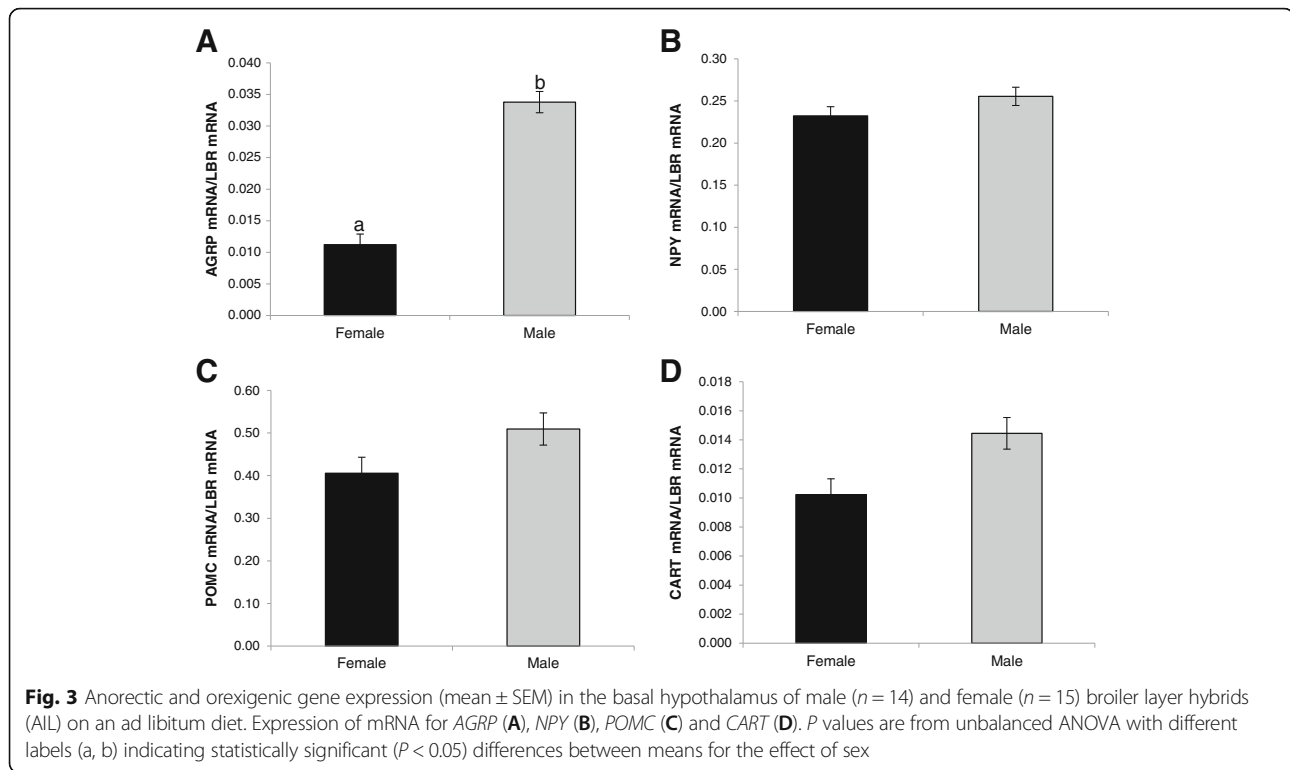 A
B
0.040
0.035
0.030
0.025
0.020
0.015
0.010
0.005
0.000
AGRP mRNA/LBR mRNA
a
b
Female
Male
0.30
0.25
0.20
0.15
0.10
0.05
0.00
NPY mRNA/LBR mRNA
Female
Male
C
D
0.60
0.50
0.40
0.30
0.20
0.10
0.00
POMC mRNA/LBR mRNA
Female
Male
0.018
0.016
0.014
0.012
0.010
0.008
0.006
0.004
0.002
0.000
CART mRNA/LBR mRNA
Female
Male
Fig. 3 Anorectic and orexigenic gene expression (mean ± SEM) in the basal hypothalamus of male (n = 14) and female (n = 15) broiler layer hybrids
(AIL) on an ad libitum diet. Expression of mRNA for AGRP (A), NPY (B), POMC (C) and CART (D). P values are from unbalanced ANOVA with different
labels (a, b) indicating statistically significant (P < 0.05) differences between means for the effect of sex